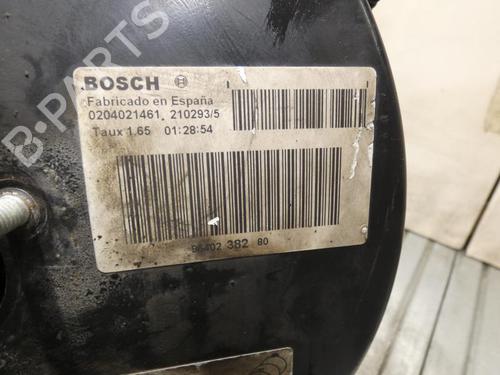 BOSCH
Fabricado en España
0204021461. 210293/5
Taux 1.65 01:28:54
96402 382 80
B-PARTS